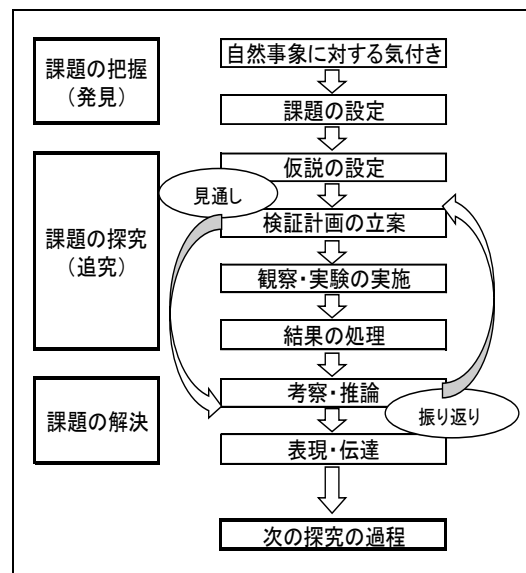 課題の把握
(発見)
自然事象に対する気付き
課題の設定
課題の探究
(追究)
仮説の設定
見通し
検証計画の立案
観察・実験の実施
結果の処理
課題の解決
考察・推論
振り返り
表現・伝達
次の探究の過程